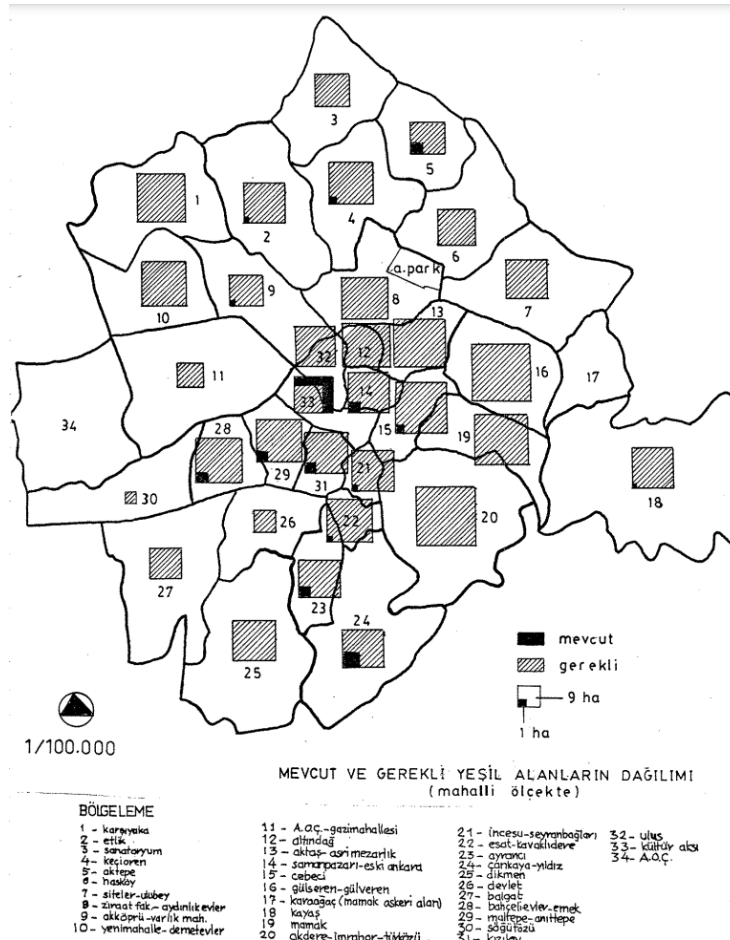 3
5
1
2
4
6
a.park
9
8
7
10
13
32
12
11
16
17
14
33
34
15
19
28
29
31
21
30
18
26
22
20
27
23
24
25
mevcut
gerekli
9 ha
1 ha
1/100.000
MEVCUT VE GEREKLİ YEŞİL ALANLARIN DAĞILIMI
(mahalli ölçekte)
BÖLGELEME
1 - karşıyaka
2 - etlik
3 - sanatoryum
4 - keçiören
5 - aktepe
6 - hasköy
7 - siteler-ulubey
8 - ziraat fak.-aydınlıkevler
9 - akköprü-varlık mah.
10 - yenimahalle-demetevler
11 - A.O.Ç.-gazimahallesi
12 - altındağ
13 - aktaş-asrimezarlık
14 - samanpazarı-eski ankara
15 - cebeci
16 - gülseren-gülveren
17 - karaağaç (mamak askeri alan)
18 kayaş
19 mamak
20 akdere-imrahor-tüközü
21 - incesu-seyranbağları
22 - esat-kavaklıdere
23 - ayrancı
24 - çankaya-yıldız
25 - dikmen
26 - devlet
27 - balgat
28 - bahçelievler-emek
29 - maltepe-anıttepe
30 - söğütözü
31 - kızılay
32 - ulus
33 - kültür aksı
34 - A.O.Ç.